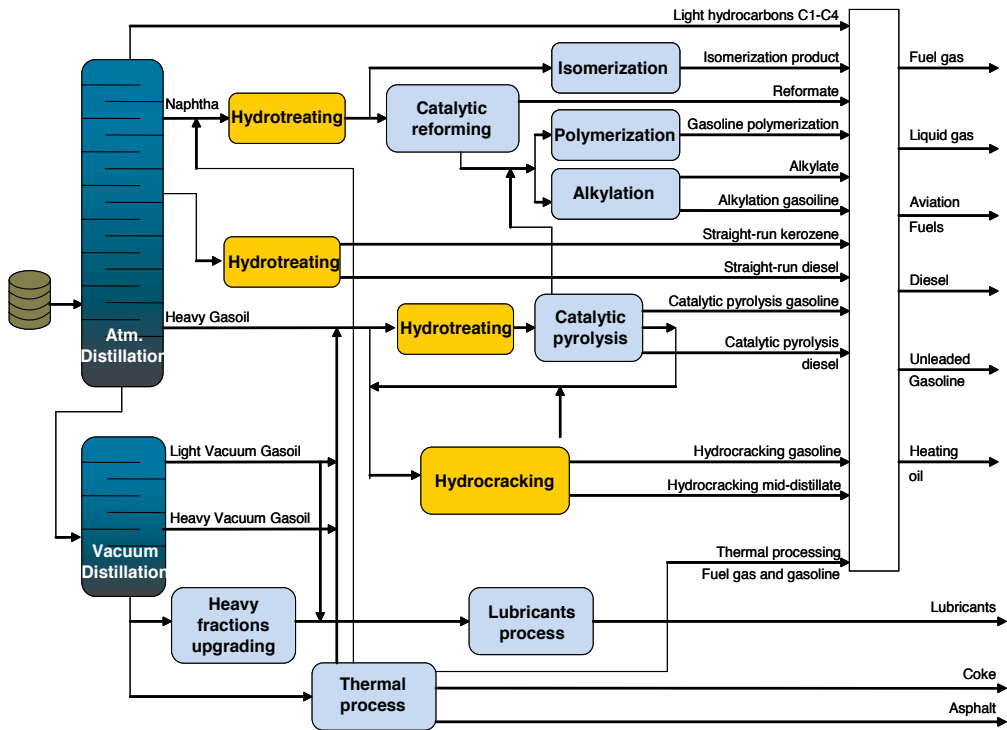 Light hydrocarbons C1-C4
Isomerization
Isomerization product
Fuel gas
Naphtha
Hydrotreating
Catalytic
reforming
Reformate
Polymerization
Gasoline polymerization
Liquid gas
Alkylation
Alkylate
Alkylation gasoiline
Aviation
Fuels
Hydrotreating
Straight-run kerozene
Straight-run diesel
Diesel
Atm.
Distillation
Heavy Gasoil
Hydrotreating
Catalytic
pyrolysis
Catalytic pyrolysis gasoline
Catalytic pyrolysis
diesel
Unleaded
Gasoline
Light Vacuum Gasoil
Hydrocracking
Hydrocracking gasoline
Heating
oil
Hydrocracking mid-distillate
Heavy Vacuum Gasoil
Vacuum
Distillation
Thermal processing
Fuel gas and gasoline
Heavy
fractions
upgrading
Lubricants
process
Lubricants
Thermal
process
Coke
Asphalt